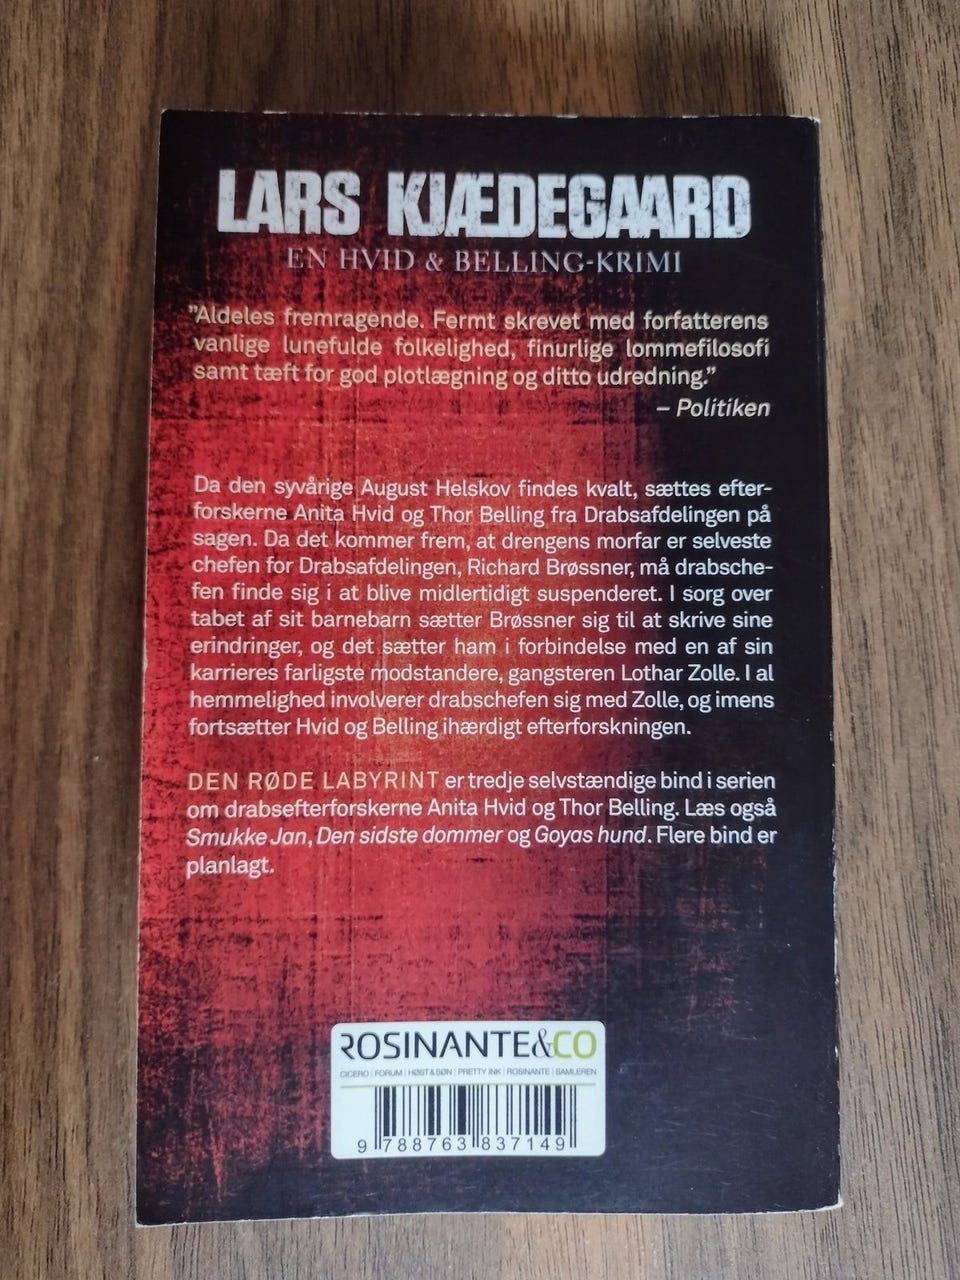 LARS KJÆDEGAARD
EN HVID & BELLING-KRIMI
"Aldeles fremragende. Fermt skrevet med forfatterens
vanlige lunefulde folkelighed, finurlige lommefilosofi
samt tæft for god plotlægning og ditto udredning."
– Politiken
Da den syvårige August Helskov findes kvalt, sættes efter-
forskerne Anita Hvid og Thor Belling fra Drabsafdelingen på
sagen. Da det kommer frem, at drengens morfar er selveste
chefen for Drabsafdelingen, Richard Brøssner, må drabsche-
fen finde sig i at blive midlertidigt suspenderet. I sorg over
tabet af sit barnebarn sætter Brøssner sig til at skrive sine
erindringer, og det sætter ham i forbindelse med en af sin
karrieres farligste modstandere, gangsteren Lothar Zolle. I al
hemmelighed involverer drabschefen sig med Zolle, og imens
fortsætter Hvid og Belling ihærdigt efterforskningen.
DEN RØDE LABYRINT er tredje selvstændige bind i serien
om drabsefterforskerne Anita Hvid og Thor Belling. Læs også
Smukke Jan, Den sidste dommer og Goyas hund. Flere bind er
planlagt.
ROSINANTE&CO
CICERO | FORUM | HØST & SØN | PRETTY INK | ROSINANTE | SAMLEREN
9 788763 837149